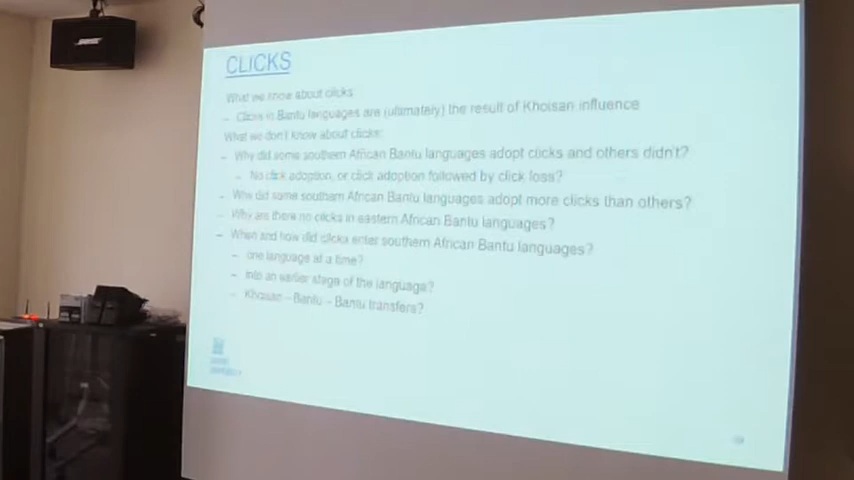 CLICKS
What we know about clicks:
– Clicks in Bantu languages are (ulitmately) the result of Khoisan influence
What we don't know about clicks:
– Why did some southern African Bantu languages adopt clicks and others didn't?
– No click adoption, or click adoption followed by click loss?
– Why did some southern African Bantu languages adopt more clicks than others?
– Why are there no clicks in eastern African Bantu languages?
– When and how did clicks enter southern African Bantu languages?
– one language at a time?
– Into an earlier stage of the language?
– Khoisan – Bantu – Bantu transfers?